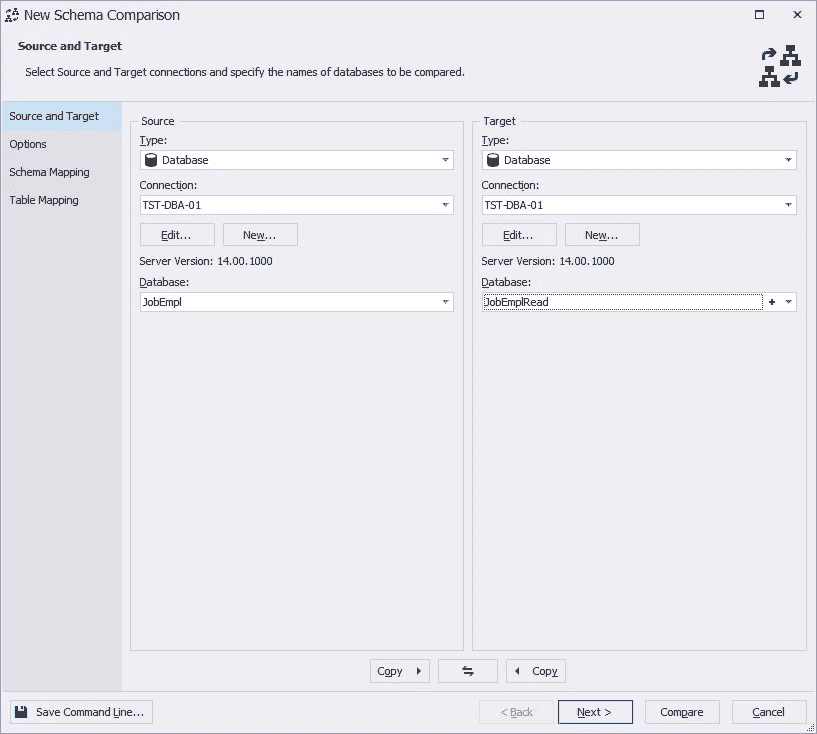 New Schema Comparison
Source and Target
Select Source and Target connections and specify the names of databases to be compared.
Source and Target
Options
Schema Mapping
Table Mapping
Source
Type:
Database
Connection:
TST-DBA-01
Edit... New...
Server Version: 14.00.1000
Database:
JobEmpl
Target
Type:
Database
Connection:
TST-DBA-01
Edit... New...
Server Version: 14.00.1000
Database:
JobEmplRead
Copy Copy
Save Command Line... < Back Next > Compare Cancel